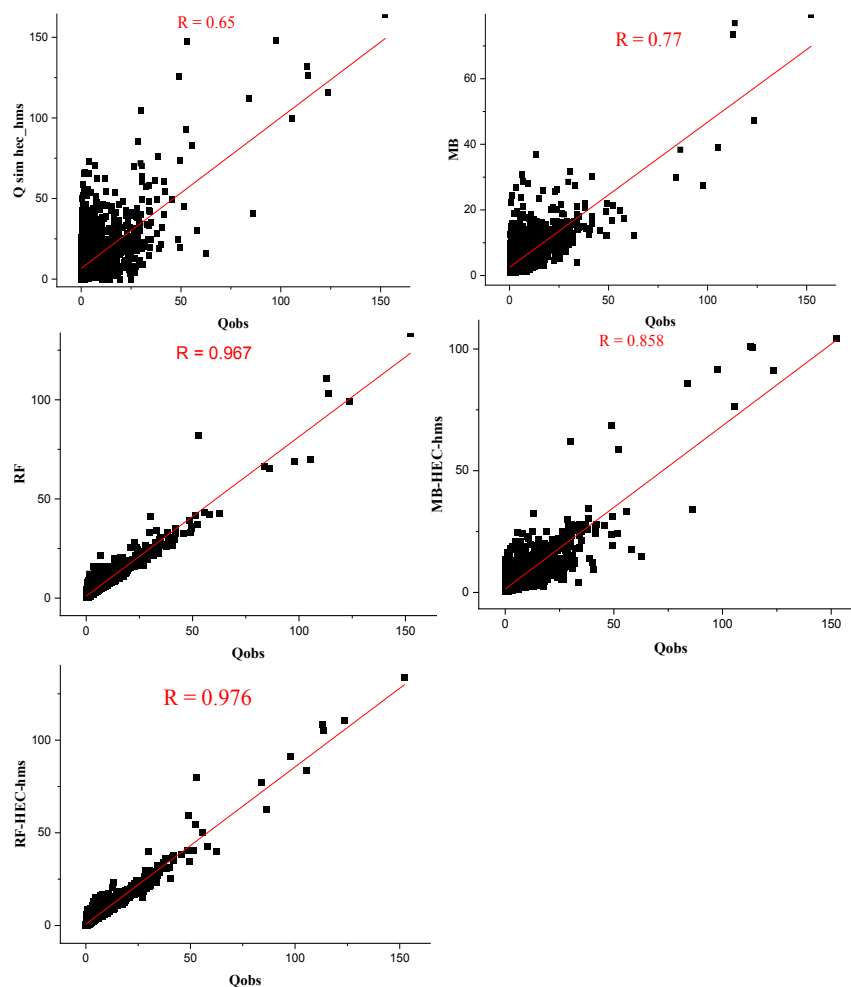 R = 0.65
150
100
50
0
Q sim hec_hms
0
50
100
150
Qobs
R = 0.77
60
40
20
0
MB
0
50
100
150
Qobs
R = 0.967
100
50
0
RF
0
50
100
150
Qobs
R = 0.858
100
50
0
MB-HEC-hms
0
50
100
150
Qobs
R = 0.976
100
50
0
RF-HEC-hms
0
50
100
150
Qobs